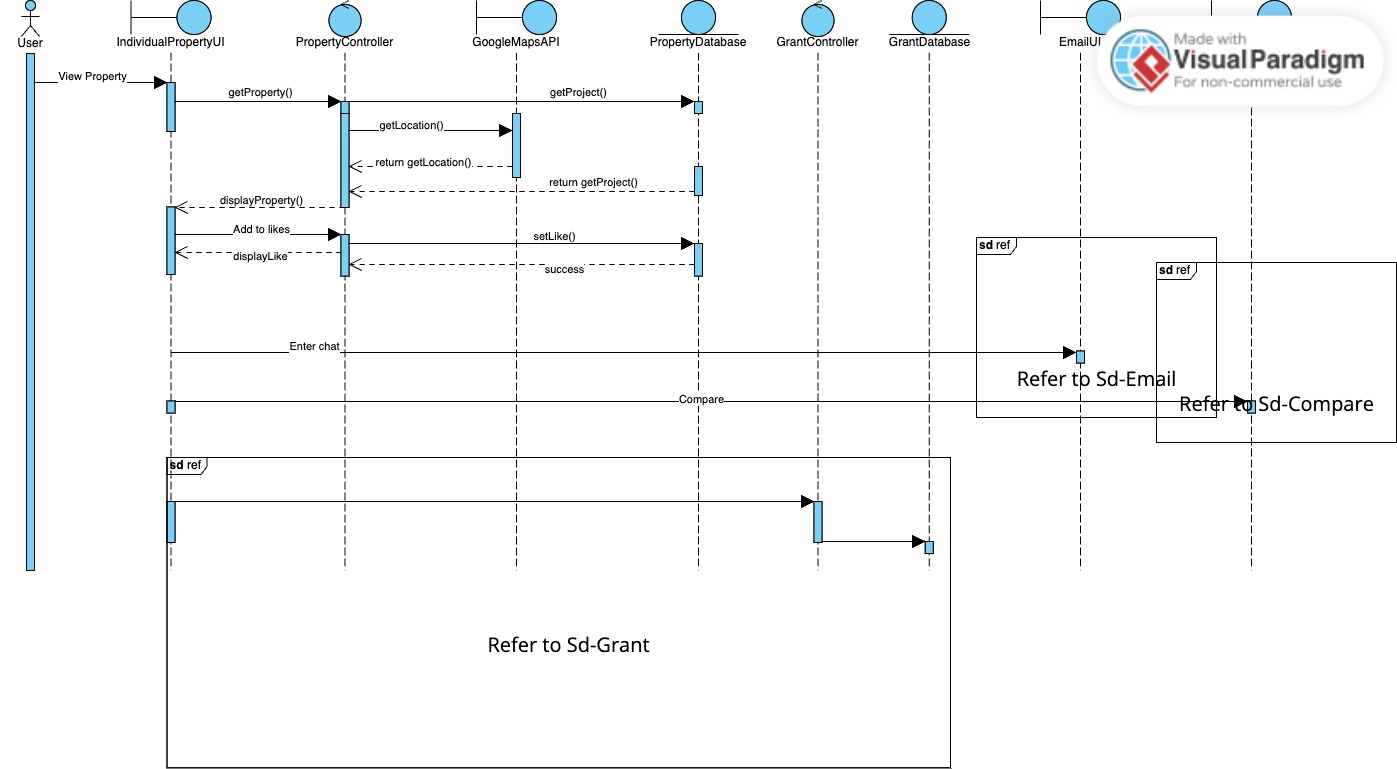 User
IndividualPropertyUI
PropertyController
GoogleMapsAPI
PropertyDatabase
GrantController
GrantDatabase
EmailUI
Made with
Visual Paradigm
For non-commercial use
View Property
getProperty()
getProject()
getLocation()
return getLocation()
return getProject()
displayProperty()
Add to likes
setLike()
displayLike
success
sd ref
sd ref
Enter chat
Refer to Sd-Email
Compare
Refer to Sd-Compare
sd ref
Refer to Sd-Grant